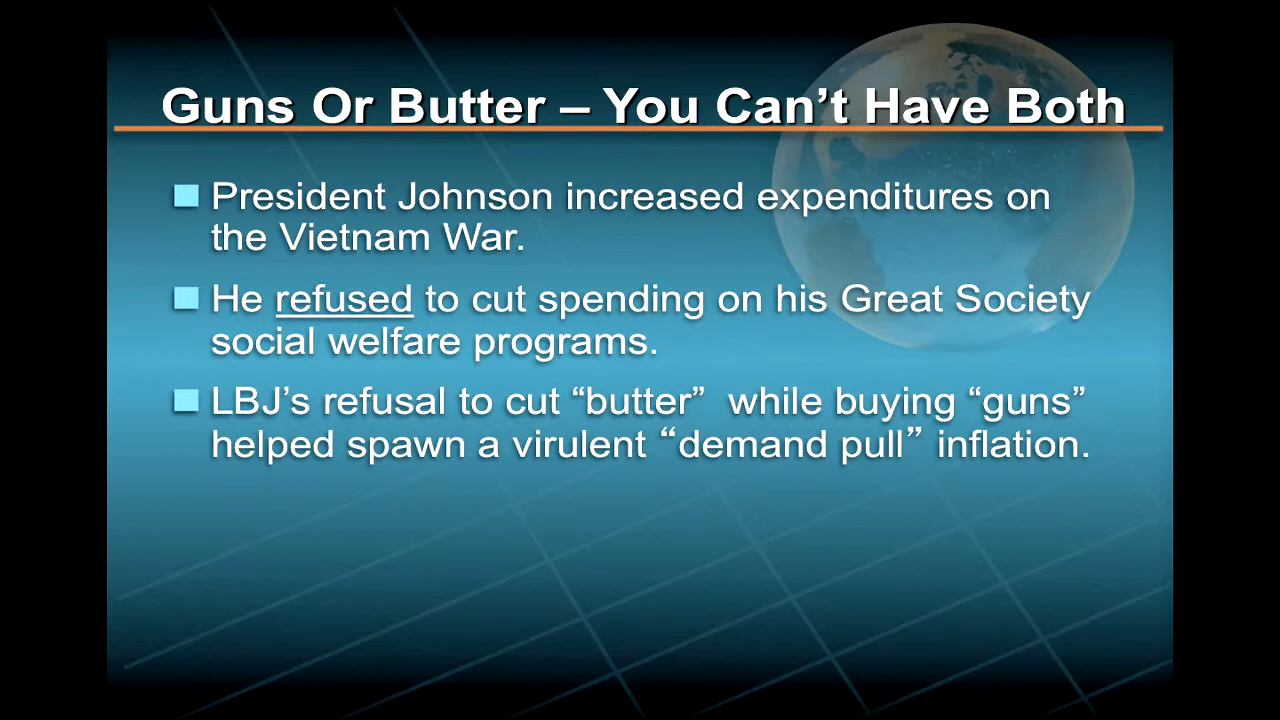 Guns Or Butter – You Can’t Have Both
President Johnson increased expenditures on
the Vietnam War.
He refused to cut spending on his Great Society
social welfare programs.
LBJ’s refusal to cut “butter”  while buying “guns”
helped spawn a virulent “demand pull” inflation.